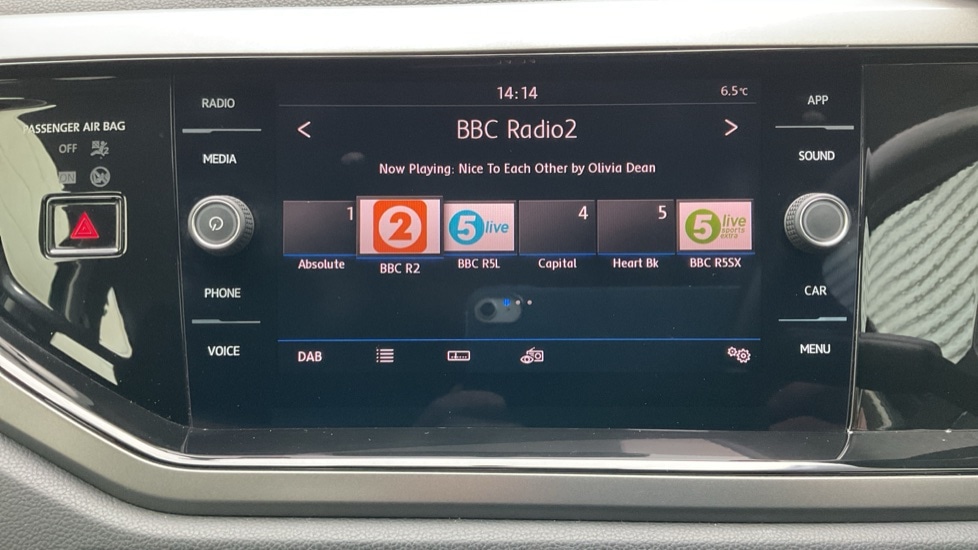 14:14 6.5°C
RADIO APP
BBC Radio2
< >
PASSENGER AIR BAG
OFF
MEDIA SOUND
Now Playing: Nice To Each Other by Olivia Dean
ON
1 2 5 live 4 5 5 live sports extra
Absolute BBC R2 BBC R5L Capital Heart Bk BBC R5SX
PHONE CAR
VOICE MENU
DAB